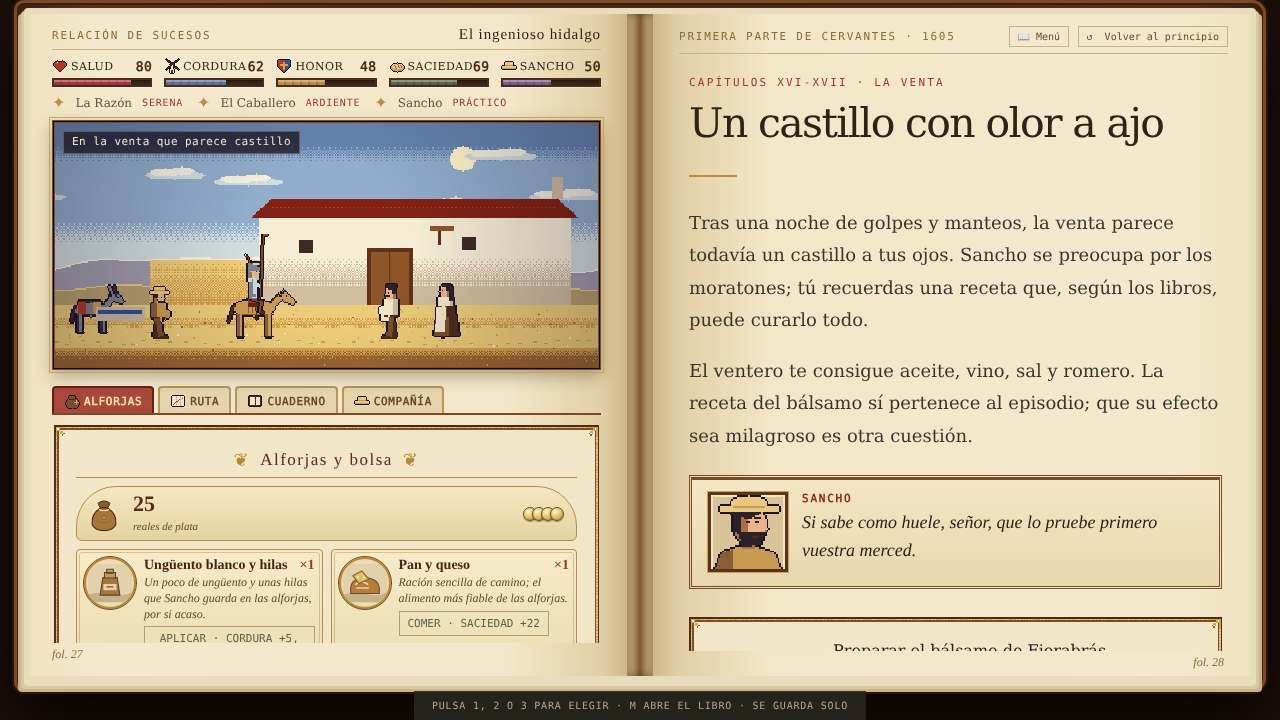 RELACIÓN DE SUCESOS
El ingenioso hidalgo
SALUD 80
CORDURA 62
HONOR 48
SACIEDAD 69
SANCHO 50
La Razón SERENA
El Caballero ARDIENTE
Sancho PRÁCTICO
En la venta que parece castillo
ALFORJAS
RUTA
CUADERNO
COMPAÑÍA
Alforjas y bolsa
25
reales de plata
Ungüento blanco y hilas ×1
Un poco de ungüento y unas hilas
que Sancho guarda en las alforjas,
por si acaso.
APLICAR · CORDURA +5,
Pan y queso ×1
Ración sencilla de camino; el
alimento más fiable de las alforjas.
COMER · SACIEDAD +22
fol. 27
PRIMERA PARTE DE CERVANTES · 1605
Menú
↺ Volver al principio
CAPÍTULOS XVI-XVII · LA VENTA
Un castillo con olor a ajo
Tras una noche de golpes y manteos, la venta parece
todavía un castillo a tus ojos. Sancho se preocupa por los
moratones; tú recuerdas una receta que, según los libros,
puede curarlo todo.
El ventero te consigue aceite, vino, sal y romero. La
receta del bálsamo sí pertenece al episodio; que su efecto
sea milagroso es otra cuestión.
SANCHO
Si sabe como huele, señor, que lo pruebe primero
vuestra merced.
Preparar el bálsamo de Fierabrás
fol. 28
PULSA 1, 2 O 3 PARA ELEGIR · M ABRE EL LIBRO · SE GUARDA SOLO